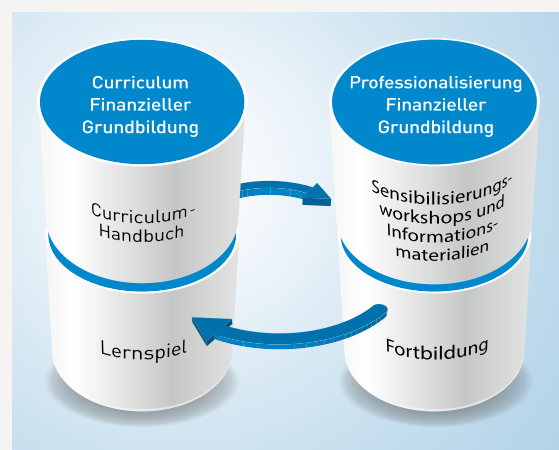 Curriculum
Finanzieller
Grundbildung
Curriculum-
Handbuch
Lernspiel
Professionalisierung
Finanzieller
Grundbildung
Sensibilisierungs-
workshops und
Informations-
materialien
Fortbildung